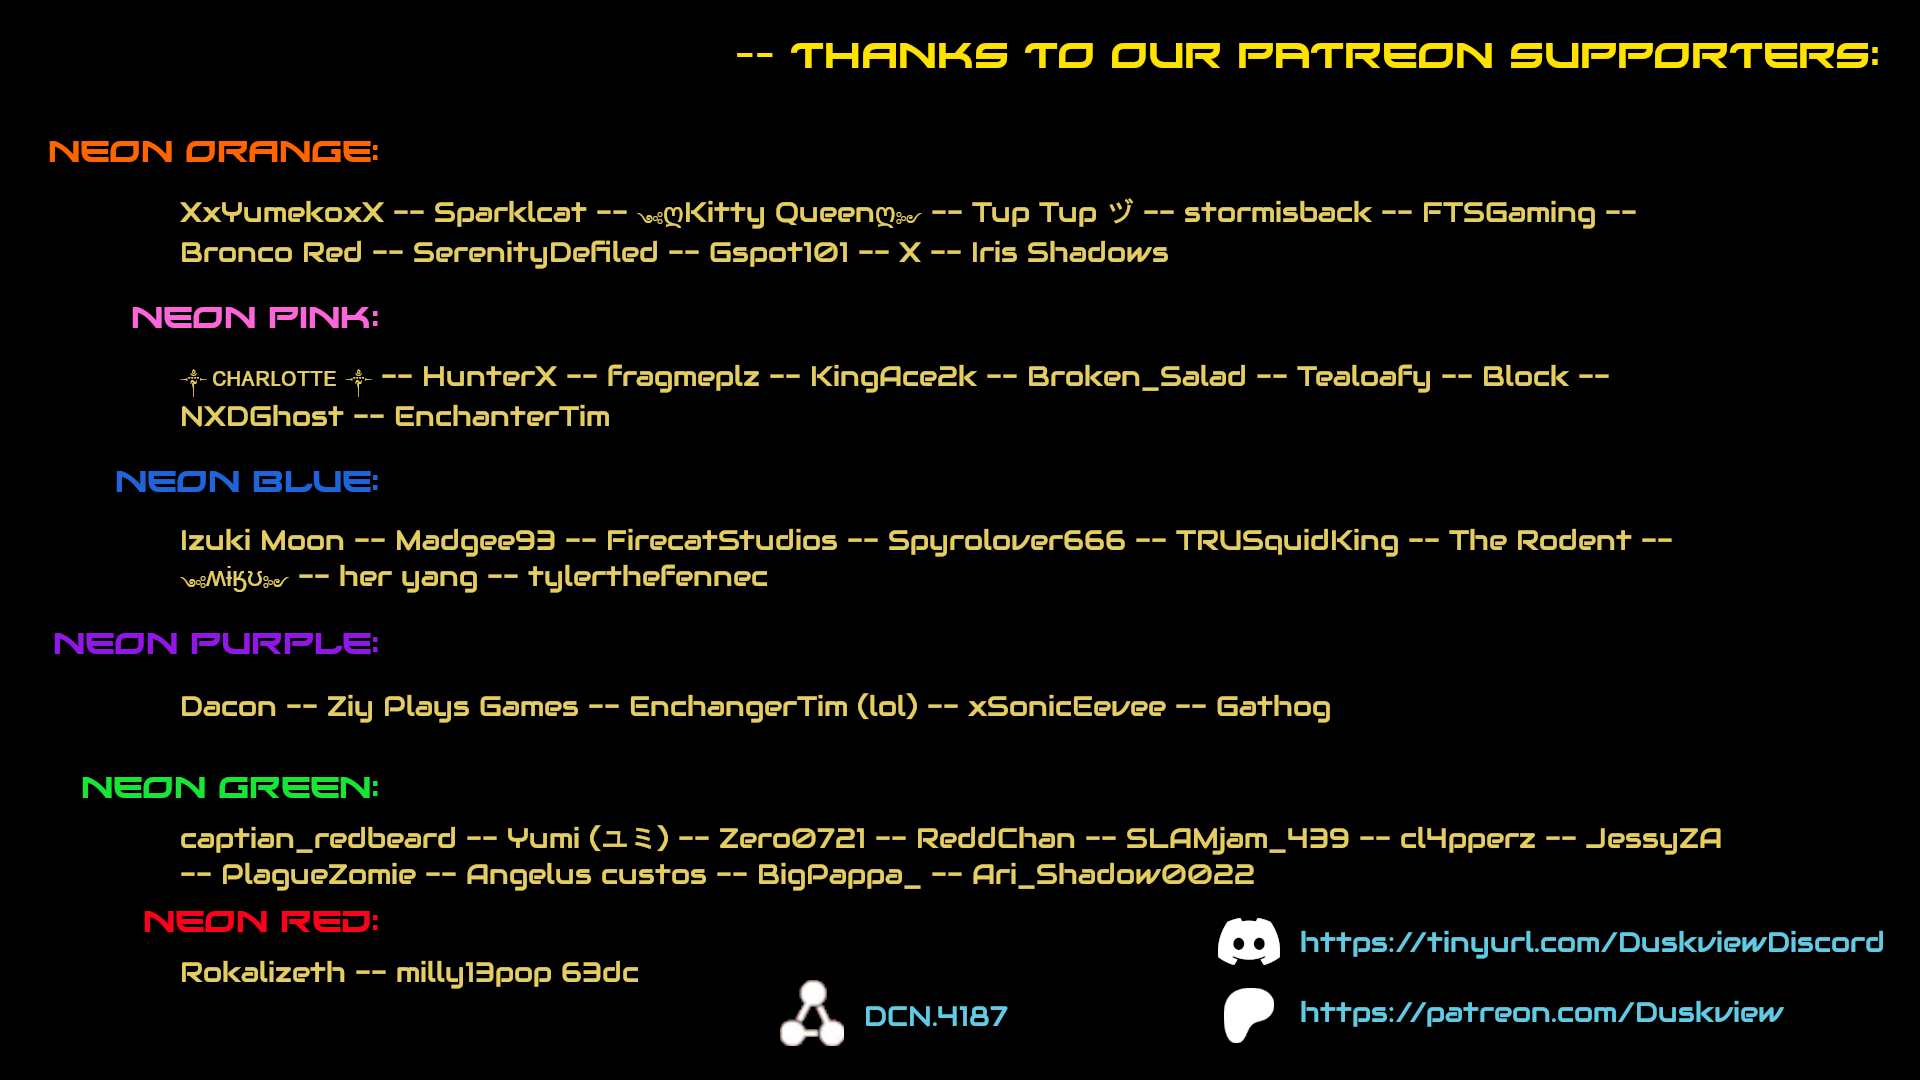 -- THANKS TO OUR PATREON SUPPORTERS:
NEON ORANGE:
XxYumekoxX -- Sparklcat -- ༺ღKitty Queenღ༻ -- Tup Tup ヅ -- stormisback -- FTSGaming --
Bronco Red -- SerenityDefiled -- Gspot101 -- X -- Iris Shadows
NEON PINK:
⸸ CHARLOTTE ⸸ -- HunterX -- fragmeplz -- KingAce2k -- Broken_Salad -- Tealoafy -- Block --
NXDGhost -- EnchanterTim
NEON BLUE:
Izuki Moon -- Madgee93 -- FirecatStudios -- Spyrolover666 -- TRUSquidKing -- The Rodent --
༺ʍɨӄʊ༻ -- her yang -- tylerthefennec
NEON PURPLE:
Dacon -- Ziy Plays Games -- EnchangerTim (lol) -- xSonicEevee -- Gathog
NEON GREEN:
captian_redbeard -- Yumi (ユミ) -- Zero0721 -- ReddChan -- SLAMjam_439 -- cl4pperz -- JessyZA
-- PlagueZomie -- Angelus custos -- BigPappa_ -- Ari_Shadow0022
NEON RED:
Rokalizeth -- milly13pop 63dc
https://tinyurl.com/DuskviewDiscord
DCN.4187
https://patreon.com/Duskview